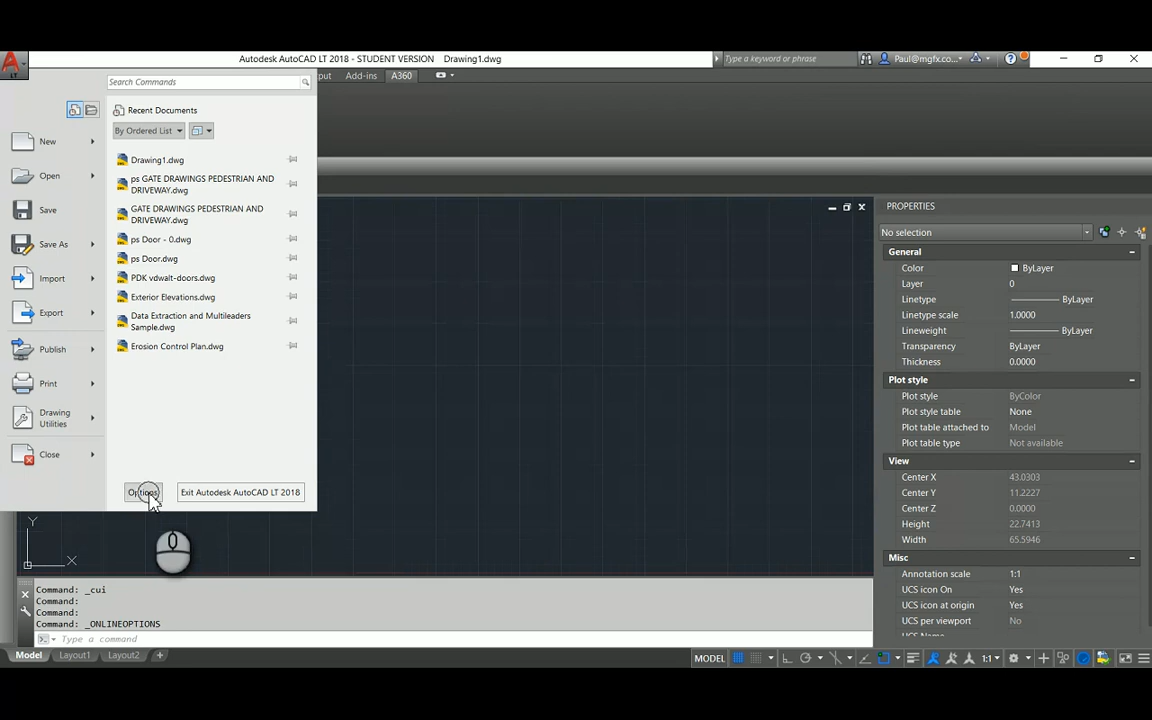 Autodesk AutoCAD LT 2018 - STUDENT VERSION Drawing1.dwg
Type a keyword or phrase
Paul@mgfx.co...
LT
Search Commands
put
Add-ins
A360
Recent Documents
By Ordered List
New
Open
Save
Save As
Import
Export
Publish
Print
Drawing
Utilities
Close
Drawing1.dwg
ps GATE DRAWINGS PEDESTRIAN AND
DRIVEWAY.dwg
GATE DRAWINGS PEDESTRIAN AND
DRIVEWAY.dwg
ps Door - 0.dwg
ps Door.dwg
PDK vdwalt-doors.dwg
Exterior Elevations.dwg
Data Extraction and Multileaders
Sample.dwg
Erosion Control Plan.dwg
Options
Exit Autodesk AutoCAD LT 2018
Y
X
PROPERTIES
No selection
General
Color ByLayer
Layer 0
Linetype ByLayer
Linetype scale 1.0000
Lineweight ByLayer
Transparency ByLayer
Thickness 0.0000
Plot style
Plot style ByColor
Plot style table None
Plot table attached to Model
Plot table type Not available
View
Center X 43.0303
Center Y 11.2227
Center Z 0.0000
Height 22.7413
Width 65.5946
Misc
Annotation scale 1:1
UCS icon On Yes
UCS icon at origin Yes
UCS per viewport No
UCS Name
Command: _cui
Command:
Command:
Command: _ONLINEOPTIONS
Type a command
Model Layout1 Layout2 +
MODEL 1:1